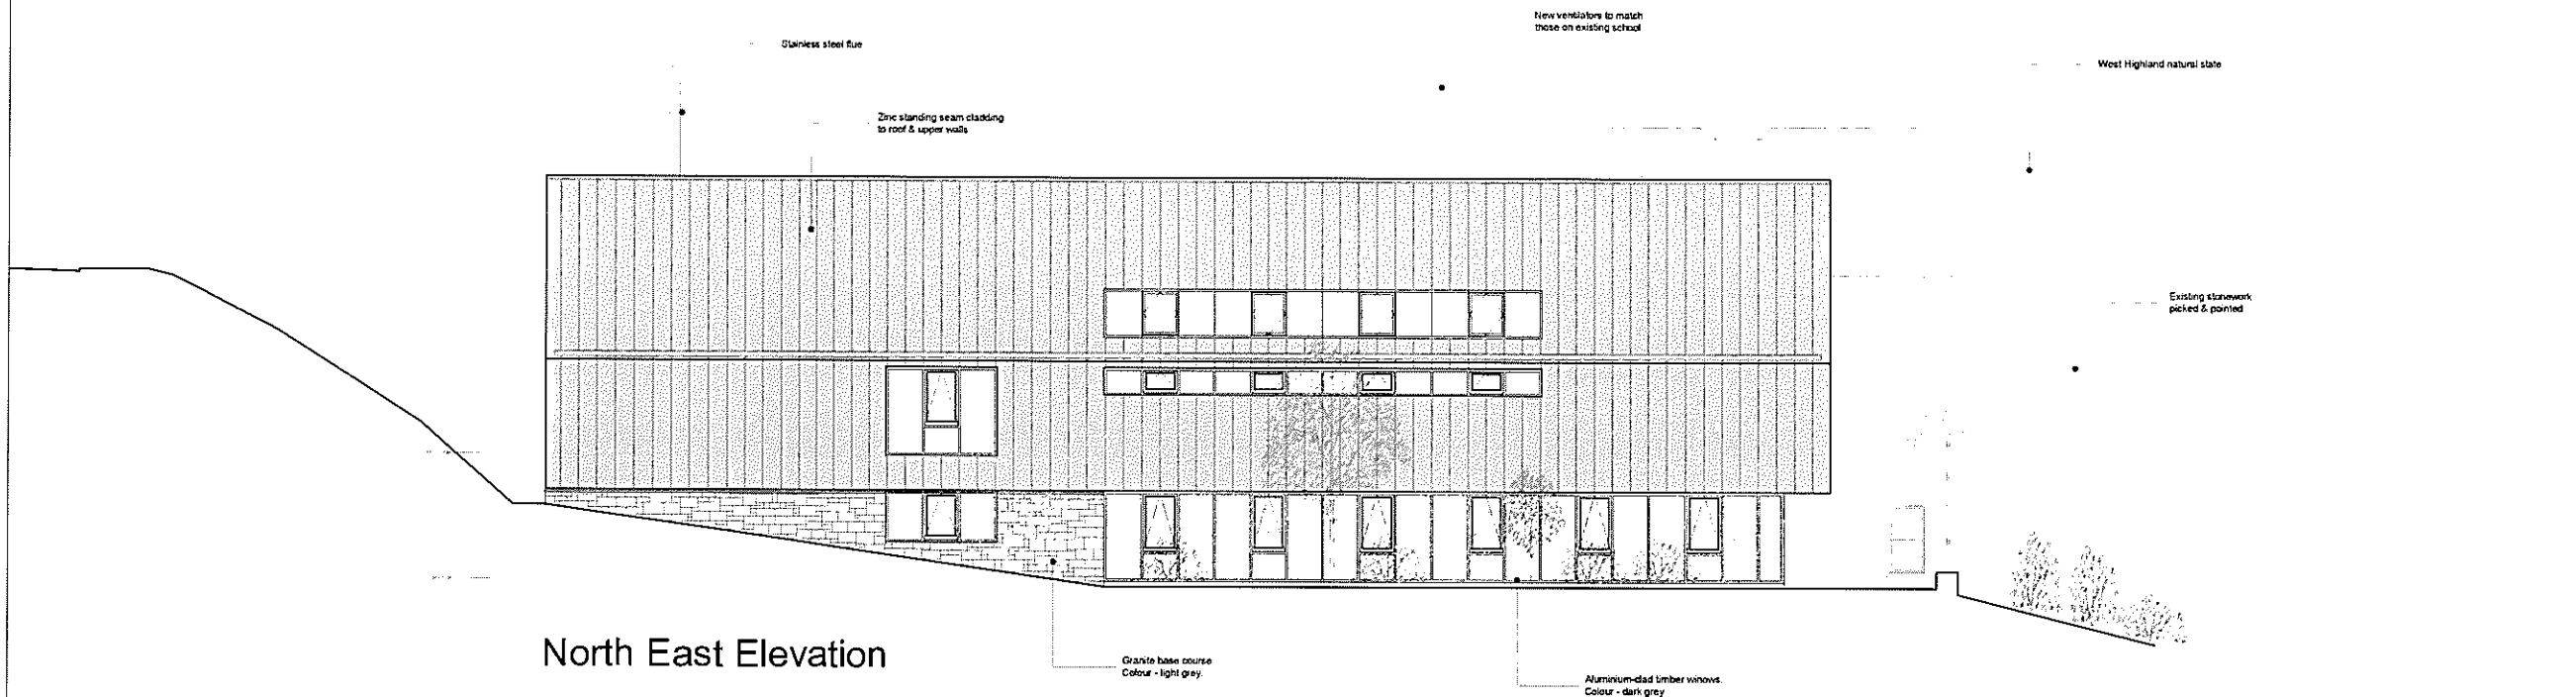 New ventilators to match
those on existing school
Stainless steel flue
West Highland natural slate
Zinc standing seam cladding
to roof & upper walls
Existing stonework
picked & pointed
North East Elevation
Granite base course
Colour - light grey.
Aluminium-clad timber winows.
Colour - dark grey